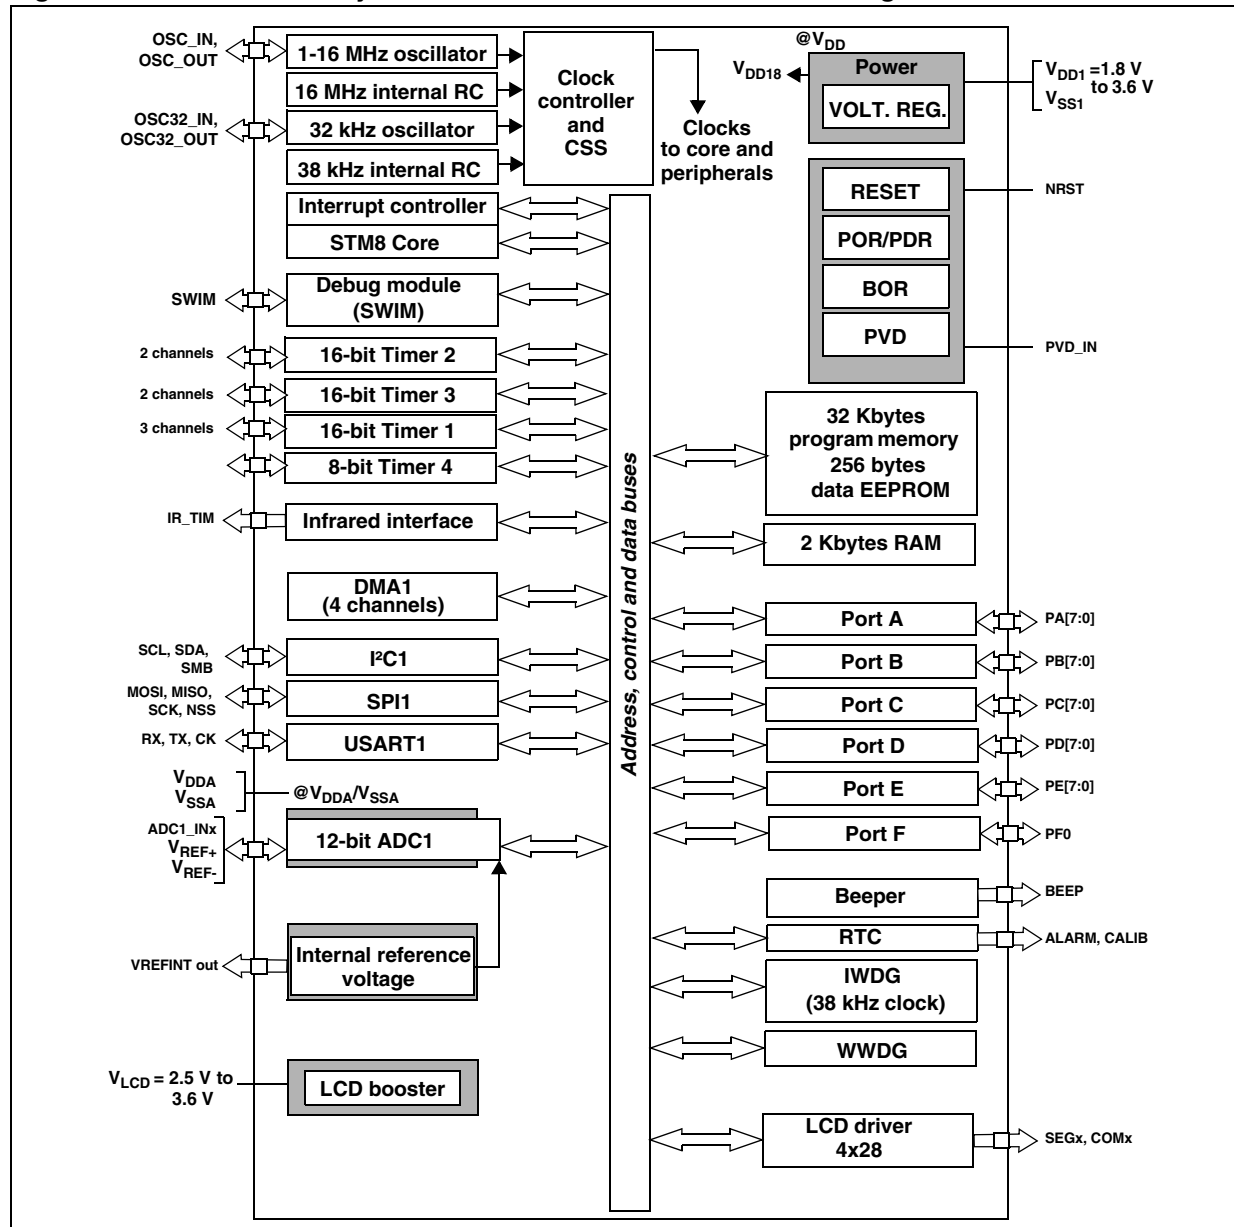 OSC_IN,
OSC_OUT
1-16 MHz oscillator
16 MHz internal RC
OSC32_IN,
OSC32_OUT
32 kHz oscillator
38 kHz internal RC
Clock
controller
and
CSS
Clocks
to core and
peripherals
@VDD
VDD18
Power
VOLT. REG.
VDD1 =1.8 V
to 3.6 V
VSS1
RESET
NRST
POR/PDR
BOR
PVD
PVD_IN
Interrupt controller
STM8 Core
SWIM
Debug module
(SWIM)
2 channels
16-bit Timer 2
2 channels
16-bit Timer 3
3 channels
16-bit Timer 1
8-bit Timer 4
IR_TIM
Infrared interface
DMA1
(4 channels)
SCL, SDA,
SMB
I²C1
MOSI, MISO,
SCK, NSS
SPI1
RX, TX, CK
USART1
VDDA
VSSA
@VDDA/VSSA
ADC1_INx
VREF+
VREF-
12-bit ADC1
Internal reference
voltage
VREFINT out
VLCD = 2.5 V to
3.6 V
LCD booster
Address, control and data buses
32 Kbytes
program memory
256 bytes
data EEPROM
2 Kbytes RAM
Port A
PA[7:0]
Port B
PB[7:0]
Port C
PC[7:0]
Port D
PD[7:0]
Port E
PE[7:0]
Port F
PF0
Beeper
BEEP
RTC
ALARM, CALIB
IWDG
(38 kHz clock)
WWDG
LCD driver
4x28
SEGx, COMx